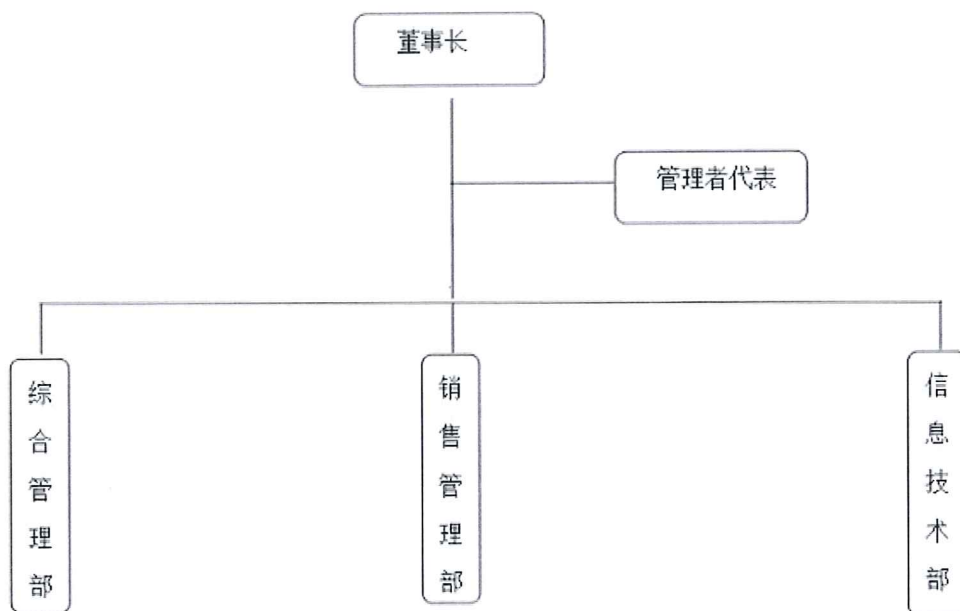 董事长
管理者代表
综合管理部
销售管理部
信息技术部